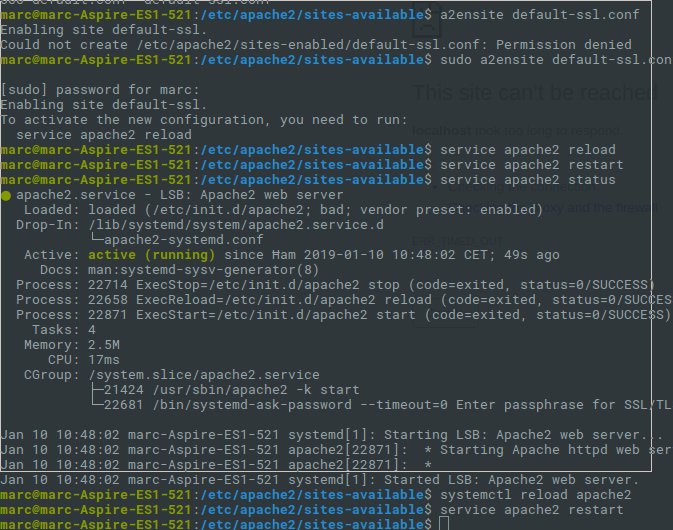 marc@marc-Aspire-ES1-521:/etc/apache2/sites-available$ a2ensite default-ssl.conf
Enabling site default-ssl.
Could not create /etc/apache2/sites-enabled/default-ssl.conf: Permission denied
marc@marc-Aspire-ES1-521:/etc/apache2/sites-available$ sudo a2ensite default-ssl.con
[sudo] password for marc:
This site can't be reached
Enabling site default-ssl.
To activate the new configuration, you need to run:
localhost took too long to respond.
service apache2 reload
marc@marc-Aspire-ES1-521:/etc/apache2/sites-available$ service apache2 reload
marc@marc-Aspire-ES1-521:/etc/apache2/sites-available$ service apache2 restart
marc@marc-Aspire-ES1-521:/etc/apache2/sites-available$ service apache2 status
● apache2.service - LSB: Apache2 web server
Loaded: loaded (/etc/init.d/apache2; bad; vendor preset: enabled)
and the firewall
Drop-In: /lib/systemd/system/apache2.service.d
└─apache2-systemd.conf
ERR_TIMED_OUT
Active: active (running) since Ħam 2019-01-10 10:48:02 CET; 49s ago
Docs: man:systemd-sysv-generator(8)
Process: 22714 ExecStop=/etc/init.d/apache2 stop (code=exited, status=0/SUCCESS)
Process: 22658 ExecReload=/etc/init.d/apache2 reload (code=exited, status=0/SUCCES
Process: 22871 ExecStart=/etc/init.d/apache2 start (code=exited, status=0/SUCCESS)
Tasks: 4
Memory: 2.5M
CPU: 17ms
CGroup: /system.slice/apache2.service
├─21424 /usr/sbin/apache2 -k start
└─22681 /bin/systemd-ask-password --timeout=0 Enter passphrase for SSL/TL
Jan 10 10:48:02 marc-Aspire-ES1-521 systemd[1]: Starting LSB: Apache2 web server...
Jan 10 10:48:02 marc-Aspire-ES1-521 apache2[22871]: * Starting Apache httpd web ser
Jan 10 10:48:02 marc-Aspire-ES1-521 apache2[22871]: *
Jan 10 10:48:02 marc-Aspire-ES1-521 systemd[1]: Started LSB: Apache2 web server.
marc@marc-Aspire-ES1-521:/etc/apache2/sites-available$ systemctl reload apache2
marc@marc-Aspire-ES1-521:/etc/apache2/sites-available$ service apache2 restart
marc@marc-Aspire-ES1-521:/etc/apache2/sites-available$